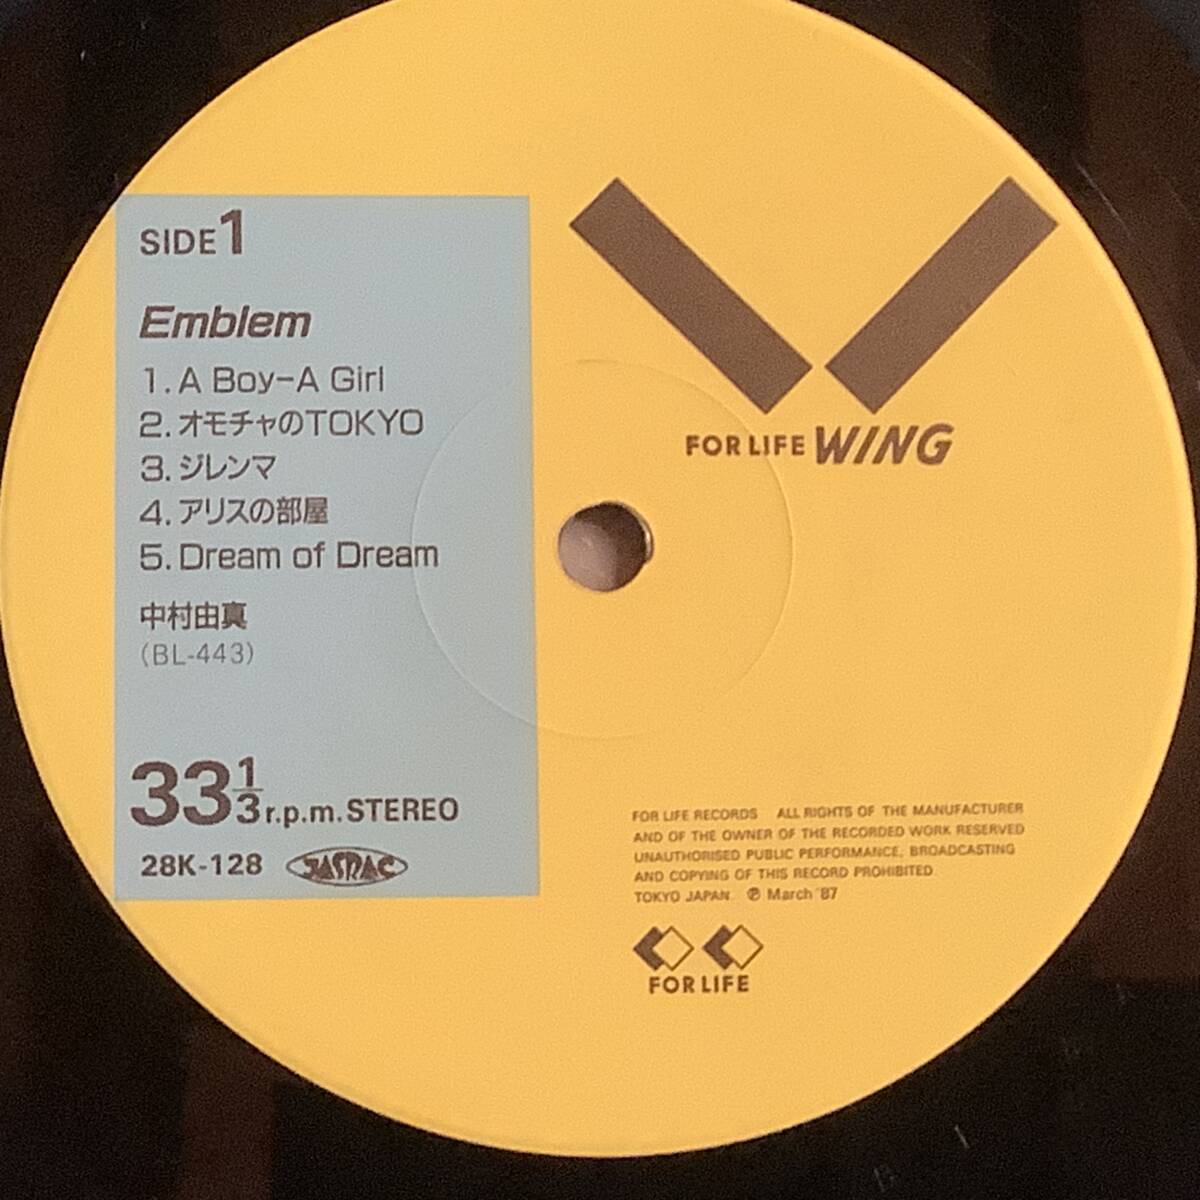 SIDE 1
Emblem
1. A Boy-A Girl
2. オモチャのTOKYO
3. ジレンマ
4. アリスの部屋
5. Dream of Dream
中村由真
(BL-443)
33 1/3 r.p.m. STEREO
28K-128 JASRAC
FOR LIFE WING
FOR LIFE RECORDS ALL RIGHTS OF THE MANUFACTURER
AND OF THE OWNER OF THE RECORDED WORK RESERVED
UNAUTHORISED PUBLIC PERFORMANCE, BROADCASTING
AND COPYING OF THIS RECORD PROHIBITED.
TOKYO JAPAN. ℗ March '87
FOR LIFE